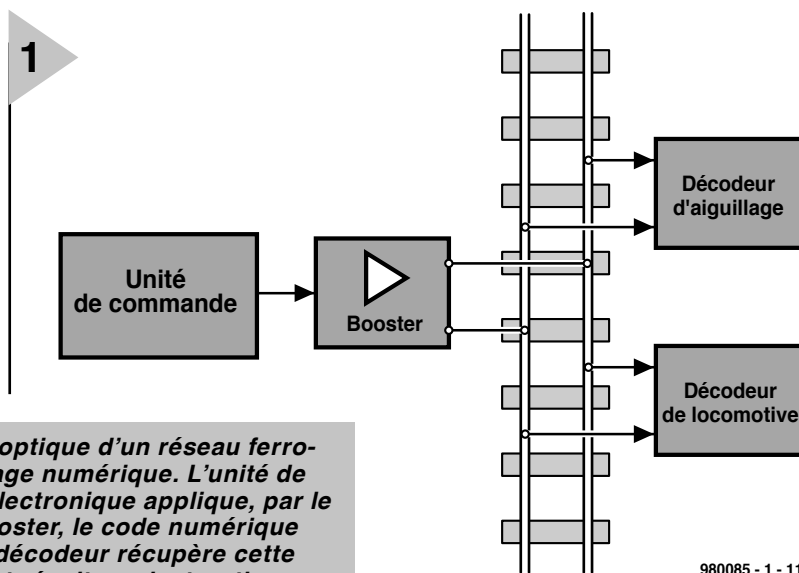 1
Unité
de commande
Booster
Décodeur
d'aiguillage
Décodeur
de locomotive
optique d'un réseau ferro-
age numérique. L'unité de
lectronique applique, par le
oster, le code numérique
décodeur récupère cette
980085 - 1 - 11